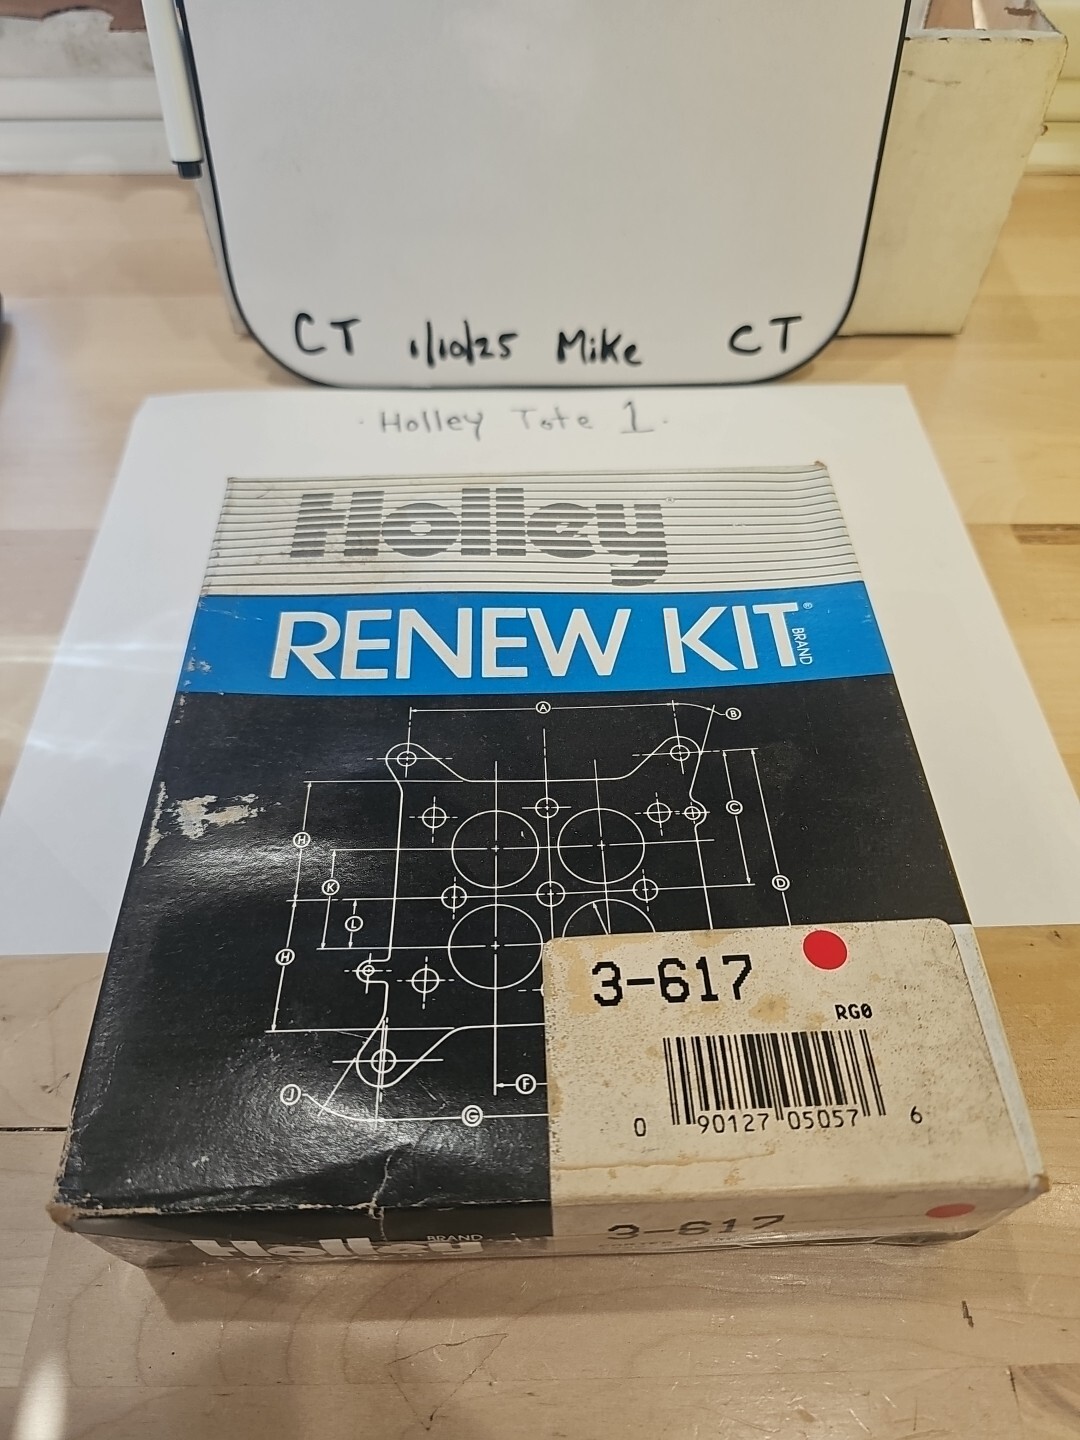 CT 1/10/25 Mike CT
Holley Tote 1
Holley®
RENEW KIT®
BRAND
A
B
C
H
K
D
L
H
J
F
G
3-617
RG0
0 90127 05057 6
Holley BRAND
3-617